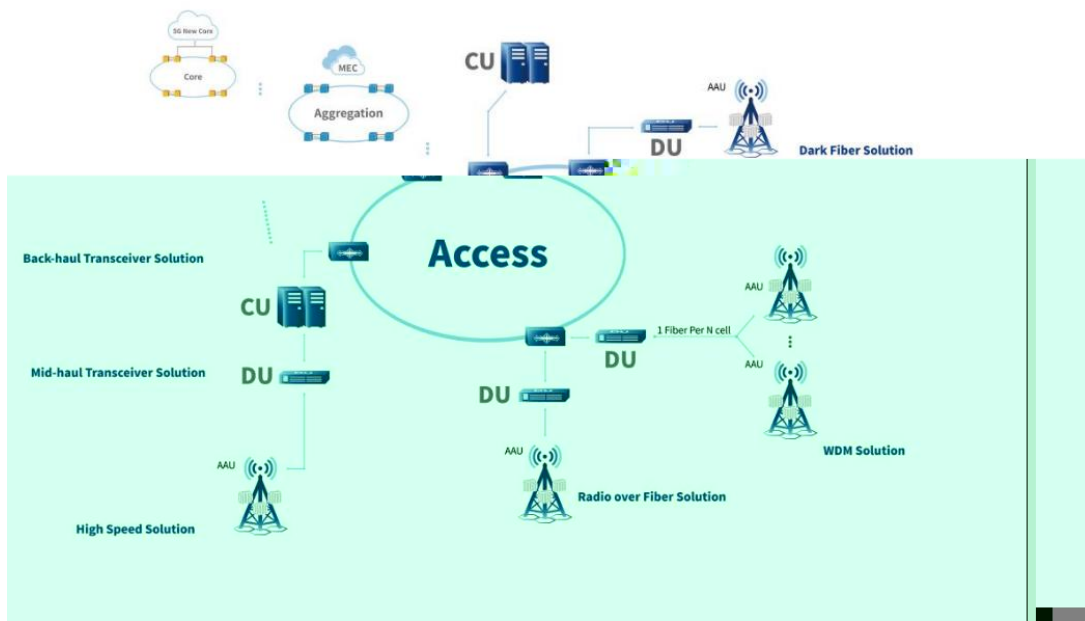 5G New Core
Core
MEC
Aggregation
CU
AAU
DU
Dark Fiber Solution
Access
Back-haul Transceiver Solution
CU
AAU
1 Fiber Per N cell
DU
Mid-haul Transceiver Solution
DU
AAU
DU
WDM Solution
AAU
AAU
Radio over Fiber Solution
High Speed Solution